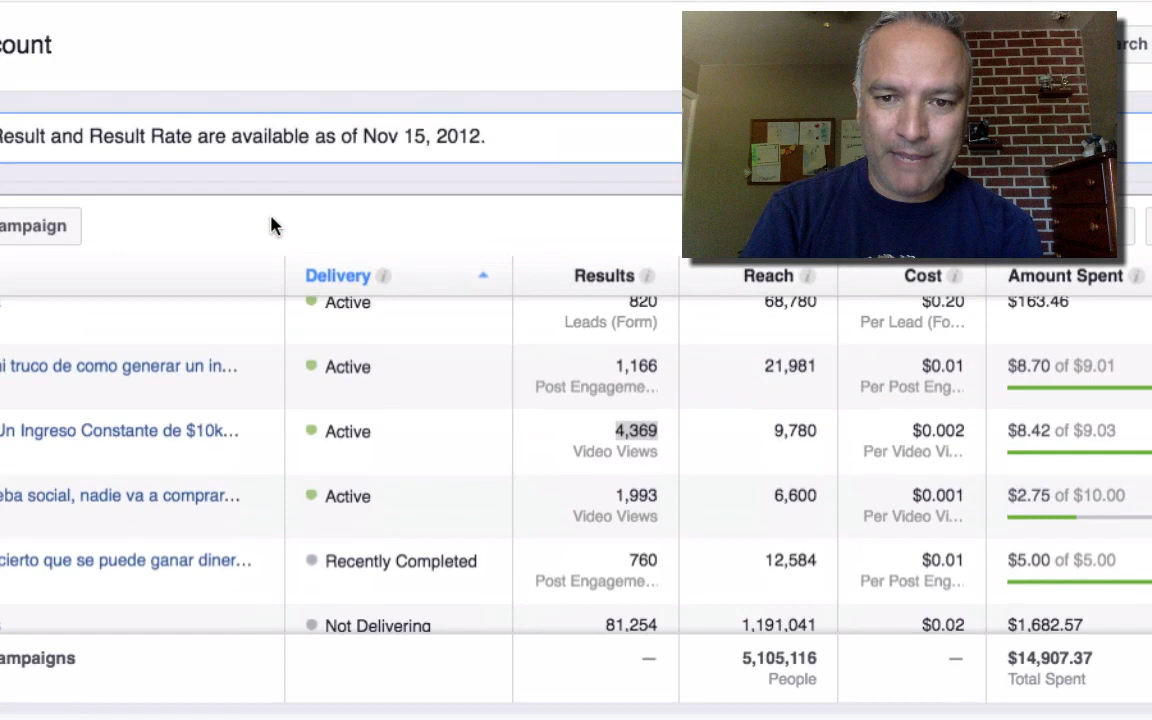 count
arch
Result and Result Rate are available as of Nov 15, 2012.
ampaign
Delivery Results Reach Cost Amount Spent
Active 820 68,780 $0.20 $163.46
Leads (Form) Per Lead (Fo...
i truco de como generar un in... Active 1,166 21,981 $0.01 $8.70 of $9.01
Post Engageme... Per Post Eng...
Un Ingreso Constante de $10k... Active 4,369 9,780 $0.002 $8.42 of $9.03
Video Views Per Video Vi...
eba social, nadie va a comprar... Active 1,993 6,600 $0.001 $2.75 of $10.00
Video Views Per Video Vi...
cierto que se puede ganar diner... Recently Completed 760 12,584 $0.01 $5.00 of $5.00
Post Engageme... Per Post Eng...
Not Delivering 81,254 1,191,041 $0.02 $1,682.57
ampaigns — 5,105,116 — $14,907.37
People Total Spent